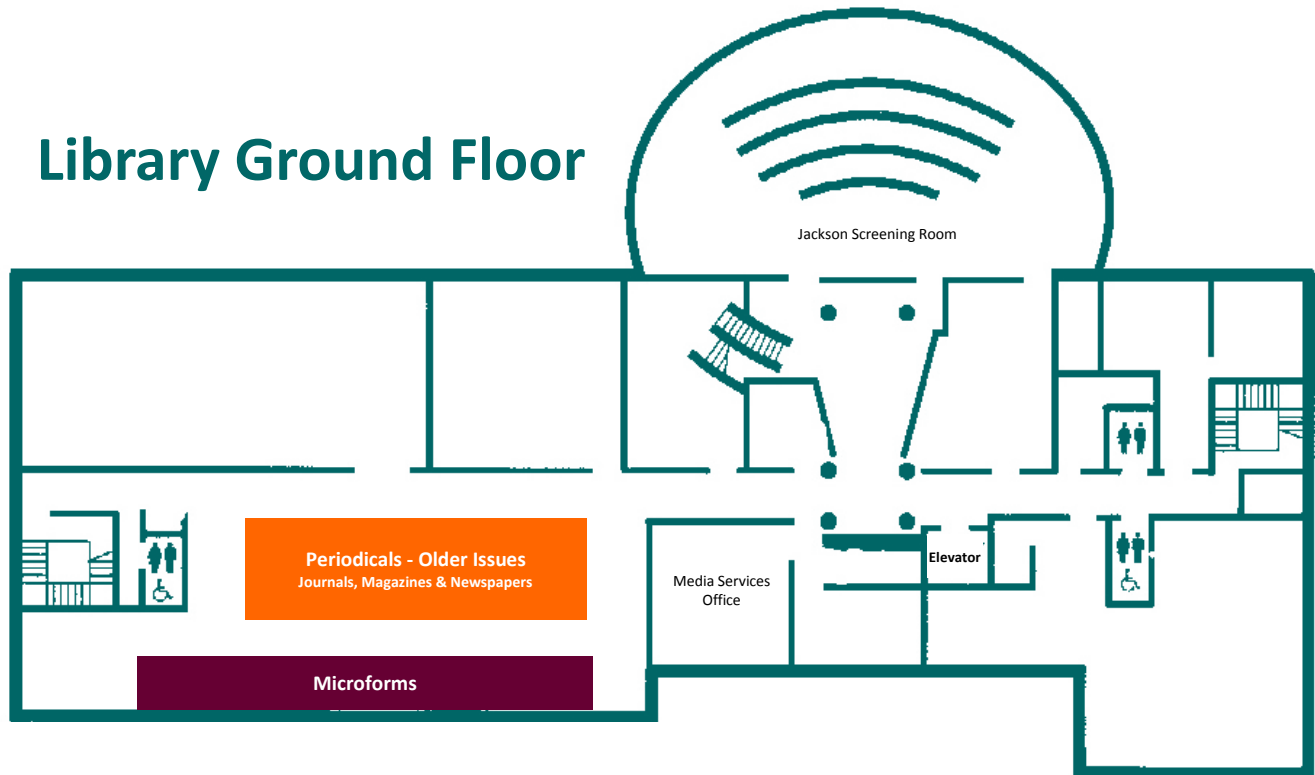 Library Ground Floor
Jackson Screening Room
Periodicals - Older Issues
Journals, Magazines & Newspapers
Elevator
Media Services
Office
Microforms